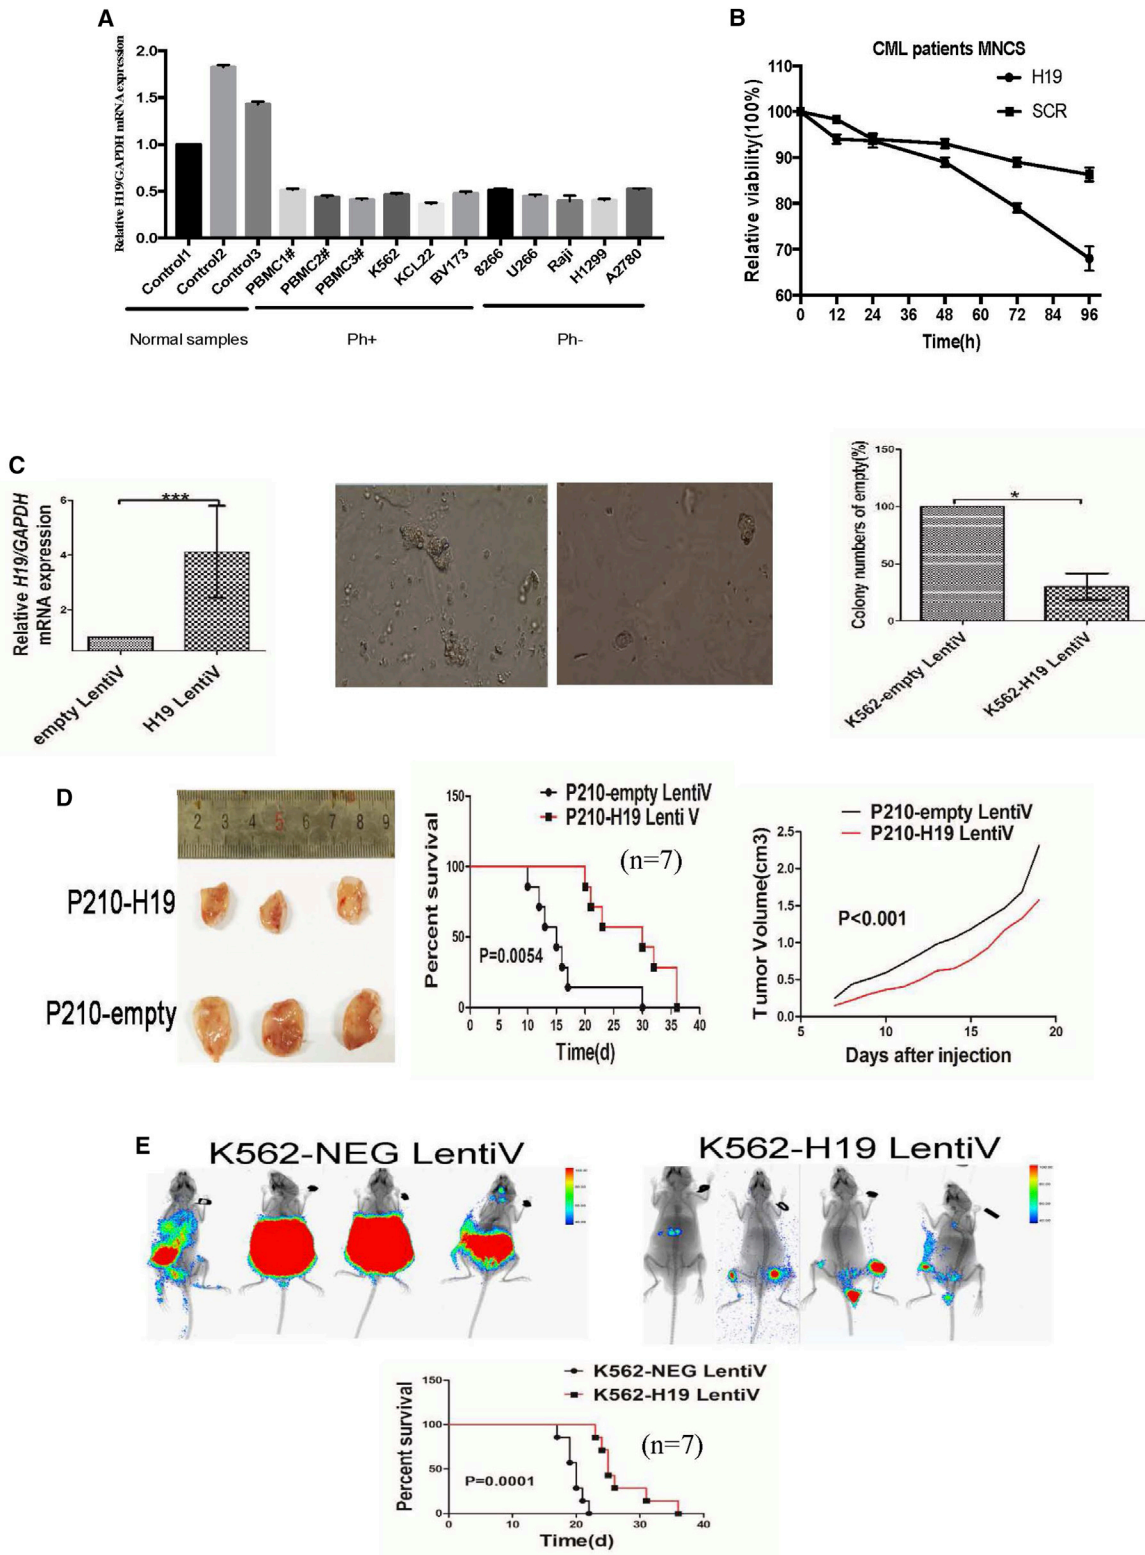 A
Relative H19/GAPDH mRNA expression
2.0
1.5
1.0
0.5
0.0
Control1
Control2
Control3
PBMC1#
PBMC2#
PBMC3#
K562
KCL22
BV173
8266
U266
Raji
H1299
A2780
Normal samples
Ph+
Ph-
B
CML patients MNCS
H19
SCR
Relative viability(100%)
110
100
90
80
70
60
0 12 24 36 48 60 72 84 96
Time(h)
C
Relative H19/GAPDH
mRNA expression
6
4
2
***
empty LentiV
H19 LentiV
Colony numbers of empty(%)
150
100
50
0
*
K562-empty LentiV
K562-H19 LentiV
D
2 3 4 5 6 7 8 9
P210-H19
P210-empty
P210-empty LentiV
P210-H19 Lenti V
(n=7)
Percent survival
150
100
50
0
P=0.0054
0 5 10 15 20 25 30 35 40
Time(d)
P210-empty LentiV
P210-H19 LentiV
Tumor Volume(cm3)
2.5
2.0
1.5
1.0
0.5
0.0
P<0.001
5 10 15 20
Days after injection
E
K562-NEG LentiV
K562-H19 LentiV
K562-NEG LentiV
K562-H19 LentiV
(n=7)
Percent survival
150
100
50
0
P=0.0001
0 10 20 30 40
Time(d)